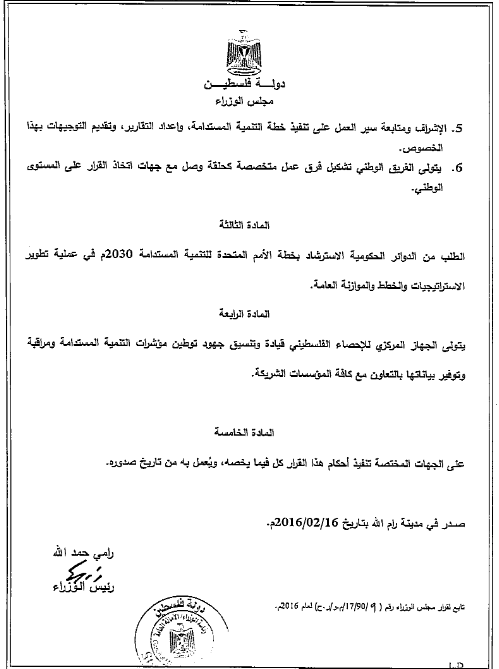 دولـــة فلسطيـــن
مجلس الوزراء
5. الإشراف ومتابعة سير العمل على تنفيذ خطة التنمية المستدامة، وإعداد التقارير، وتقديم التوجيهات بهذا
الخصوص.
6. يتولى الفريق الوطني تشكيل فرق عمل متخصصة كحلقة وصل مع جهات اتخاذ القرار على المستوى
الوطني.
المادة الثالثة
الطلب من الدوائر الحكومية الاسترشاد بخطة الأمم المتحدة للتنمية المستدامة 2030م في عملية تطوير
الاستراتيجيات والخطط والموازنة العامة.
المادة الرابعة
يتولى الجهاز المركزي للإحصاء الفلسطيني قيادة وتنسيق جهود توطين مؤشرات التنمية المستدامة ومراقبة
وتوفير بياناتها بالتعاون مع كافة المؤسسات الشريكة.
المادة الخامسة
على الجهات المختصة تنفيذ أحكام هذا القرار كل فيما يخصه، ويُعمل به من تاريخ صدوره.
صدر في مدينة رام الله بتاريخ 2016/02/16م.
رامي حمد الله
رئيس الوزراء
تابع قرار مجلس الوزراء رقم (9 /17/90/م.و/ر.ح) لعام 2016م.
دولة فلسطين